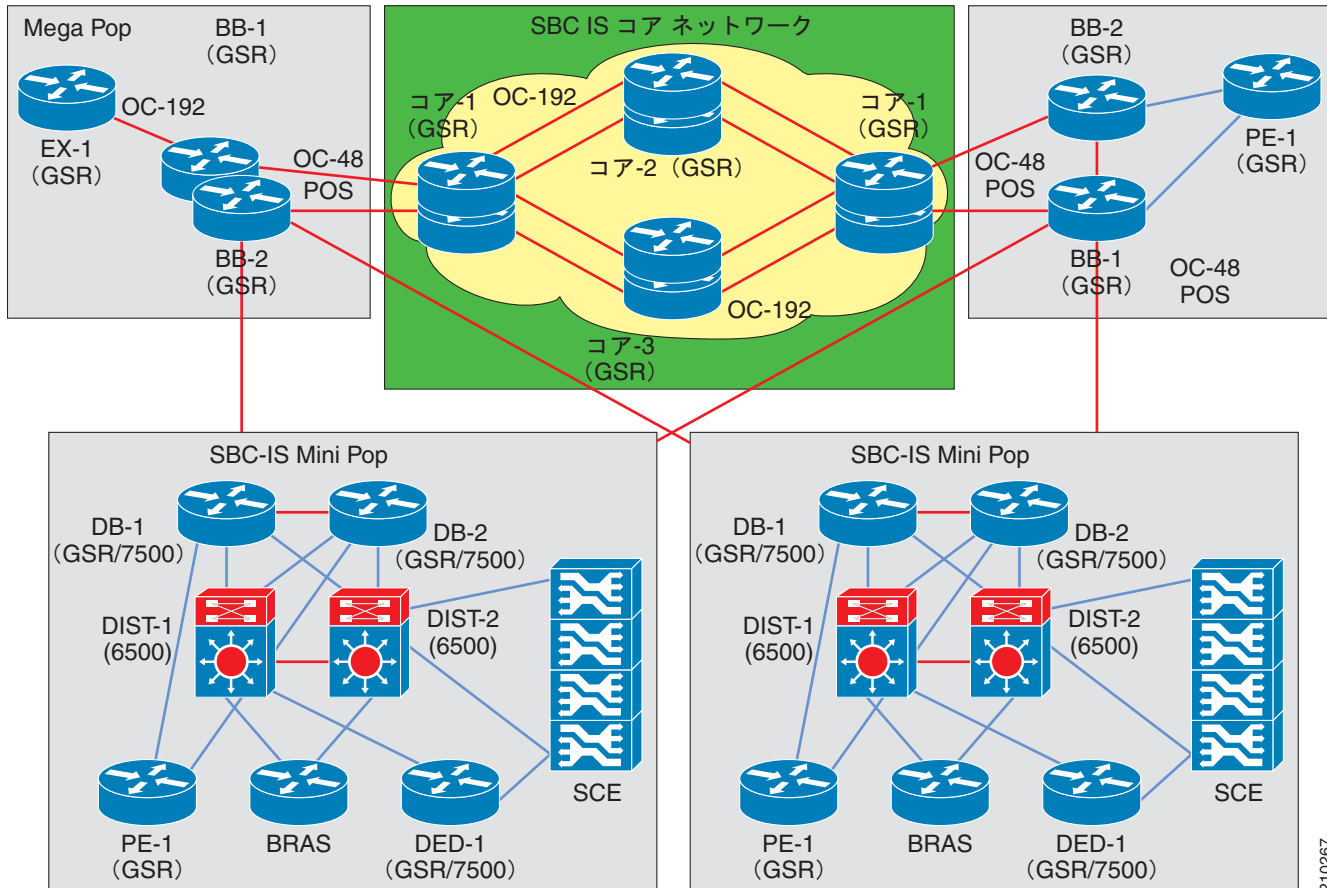 Mega Pop
BB-1
（GSR）
OC-192
EX-1
（GSR）
OC-48
POS
BB-2
（GSR）
SBC IS コア ネットワーク
コア-1
（GSR）
OC-192
コア-2（GSR）
コア-1
（GSR）
OC-192
コア-3
（GSR）
BB-2
（GSR）
PE-1
（GSR）
OC-48
POS
BB-1
（GSR）
OC-48
POS
SBC-IS Mini Pop
DB-1
（GSR/7500）
DB-2
（GSR/7500）
DIST-1
(6500)
DIST-2
(6500)
SCE
PE-1
（GSR）
BRAS
DED-1
（GSR/7500）
SBC-IS Mini Pop
DB-1
（GSR/7500）
DB-2
（GSR/7500）
DIST-1
(6500)
DIST-2
(6500)
SCE
PE-1
（GSR）
BRAS
DED-1
（GSR/7500）
210267